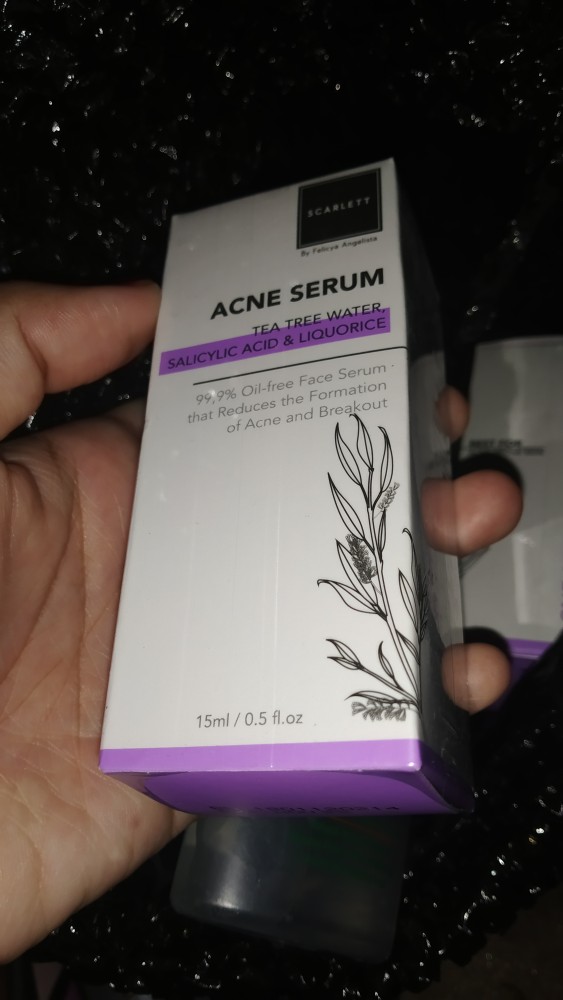 SCARLETT
By Felicya Angelista
ACNE SERUM
TEA TREE WATER,
SALICYLIC ACID & LIQUORICE
99,9% Oil-free Face Serum
that Reduces the Formation
of Acne and Breakout
15ml / 0.5 fl.oz